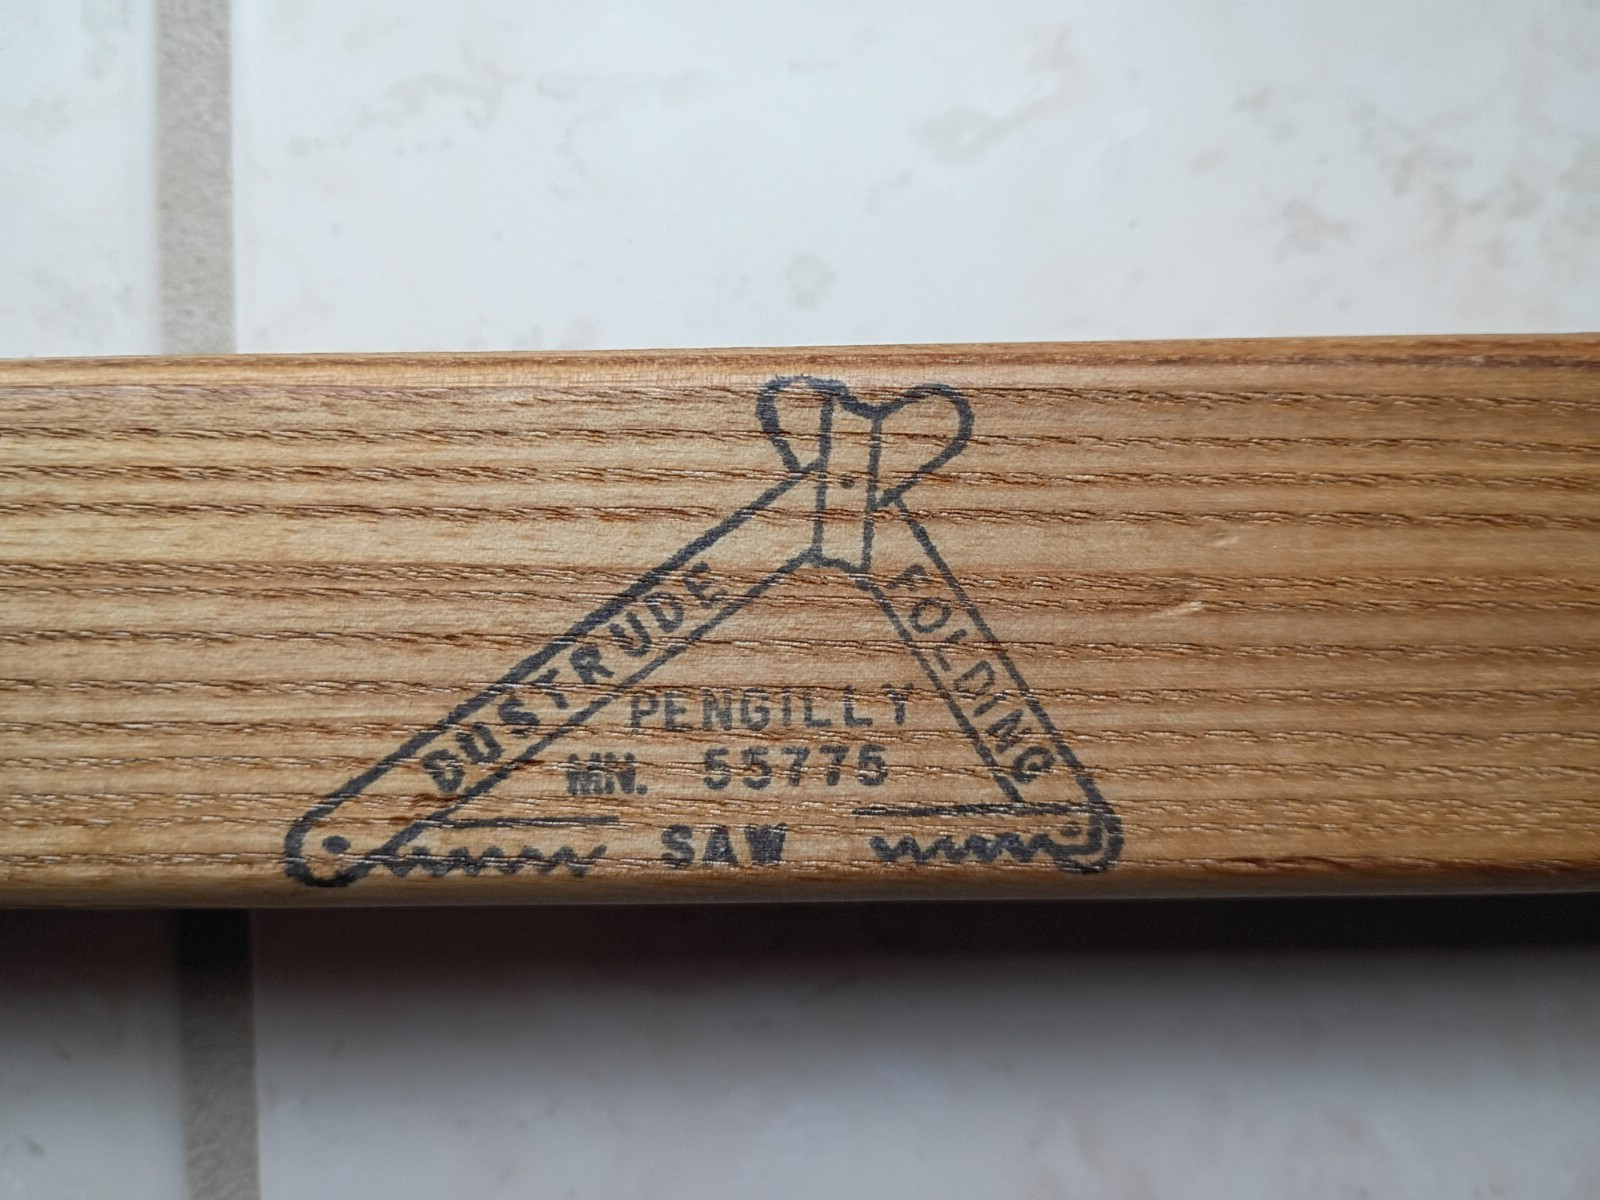 DUSTRUDE
FOLDING
PENGILLY
MN. 55775
SAW